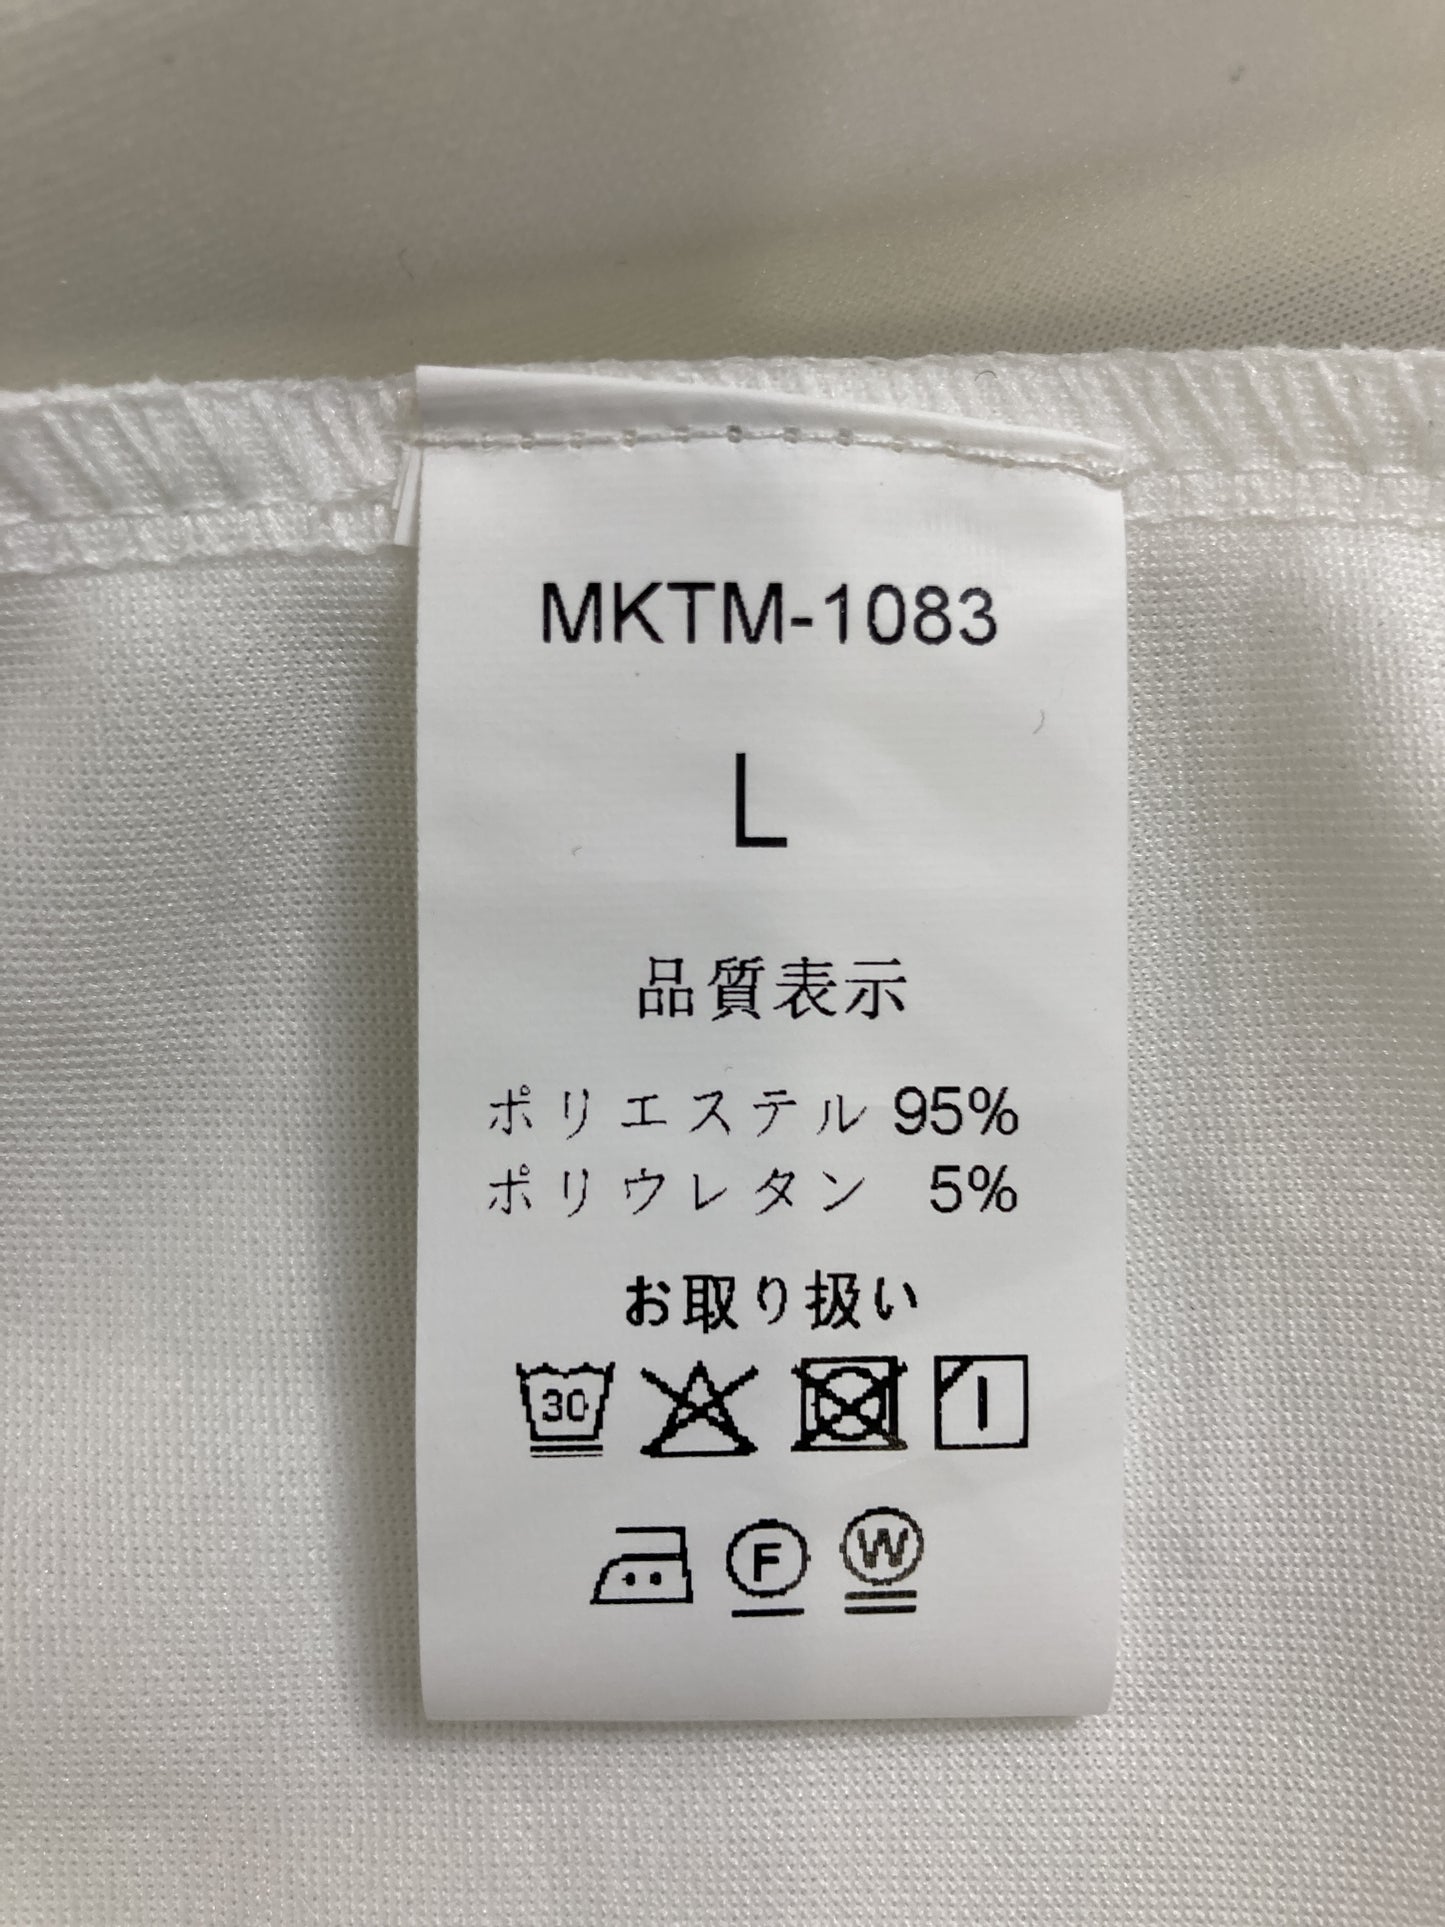 MKTM-1083
L
品質表示
ポリエステル 95%
ポリウレタン 5%
お取り扱い
30
F W